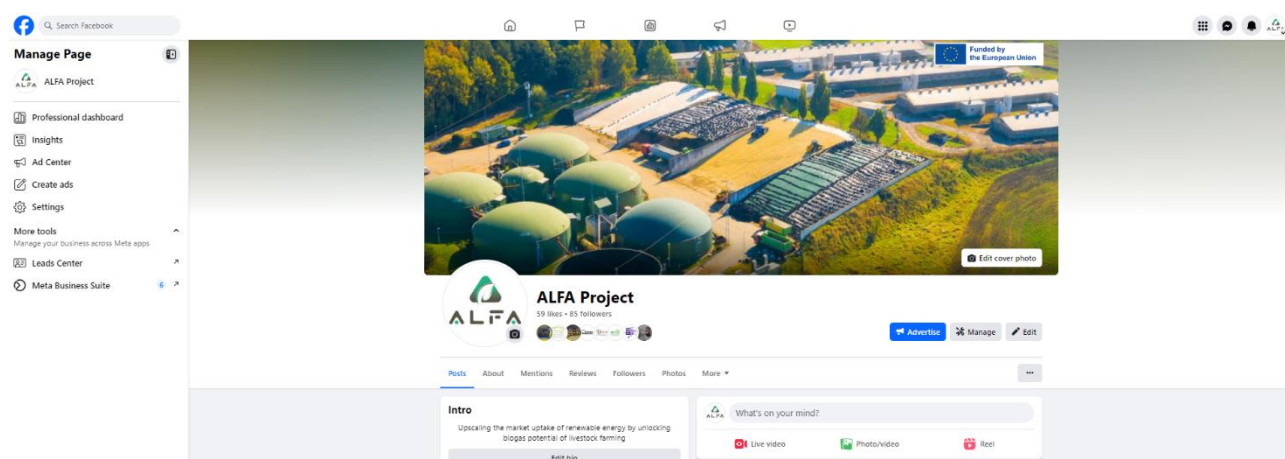 Search Facebook
Manage Page
ALFA Project
Professional dashboard
Insights
Ad Center
Create ads
Settings
More tools
Manage your business across Meta apps
Leads Center
Meta Business Suite
6
Funded by
the European Union
Edit cover photo
ALFA
ALFA Project
59 likes • 85 followers
Advertise
Manage
Edit
Posts
About
Mentions
Reviews
Followers
Photos
More
Intro
Upscaling the market uptake of renewable energy by unlocking
biogas potential of livestock farming
Edit bio
ALFA
What's on your mind?
Live video
Photo/video
Reel